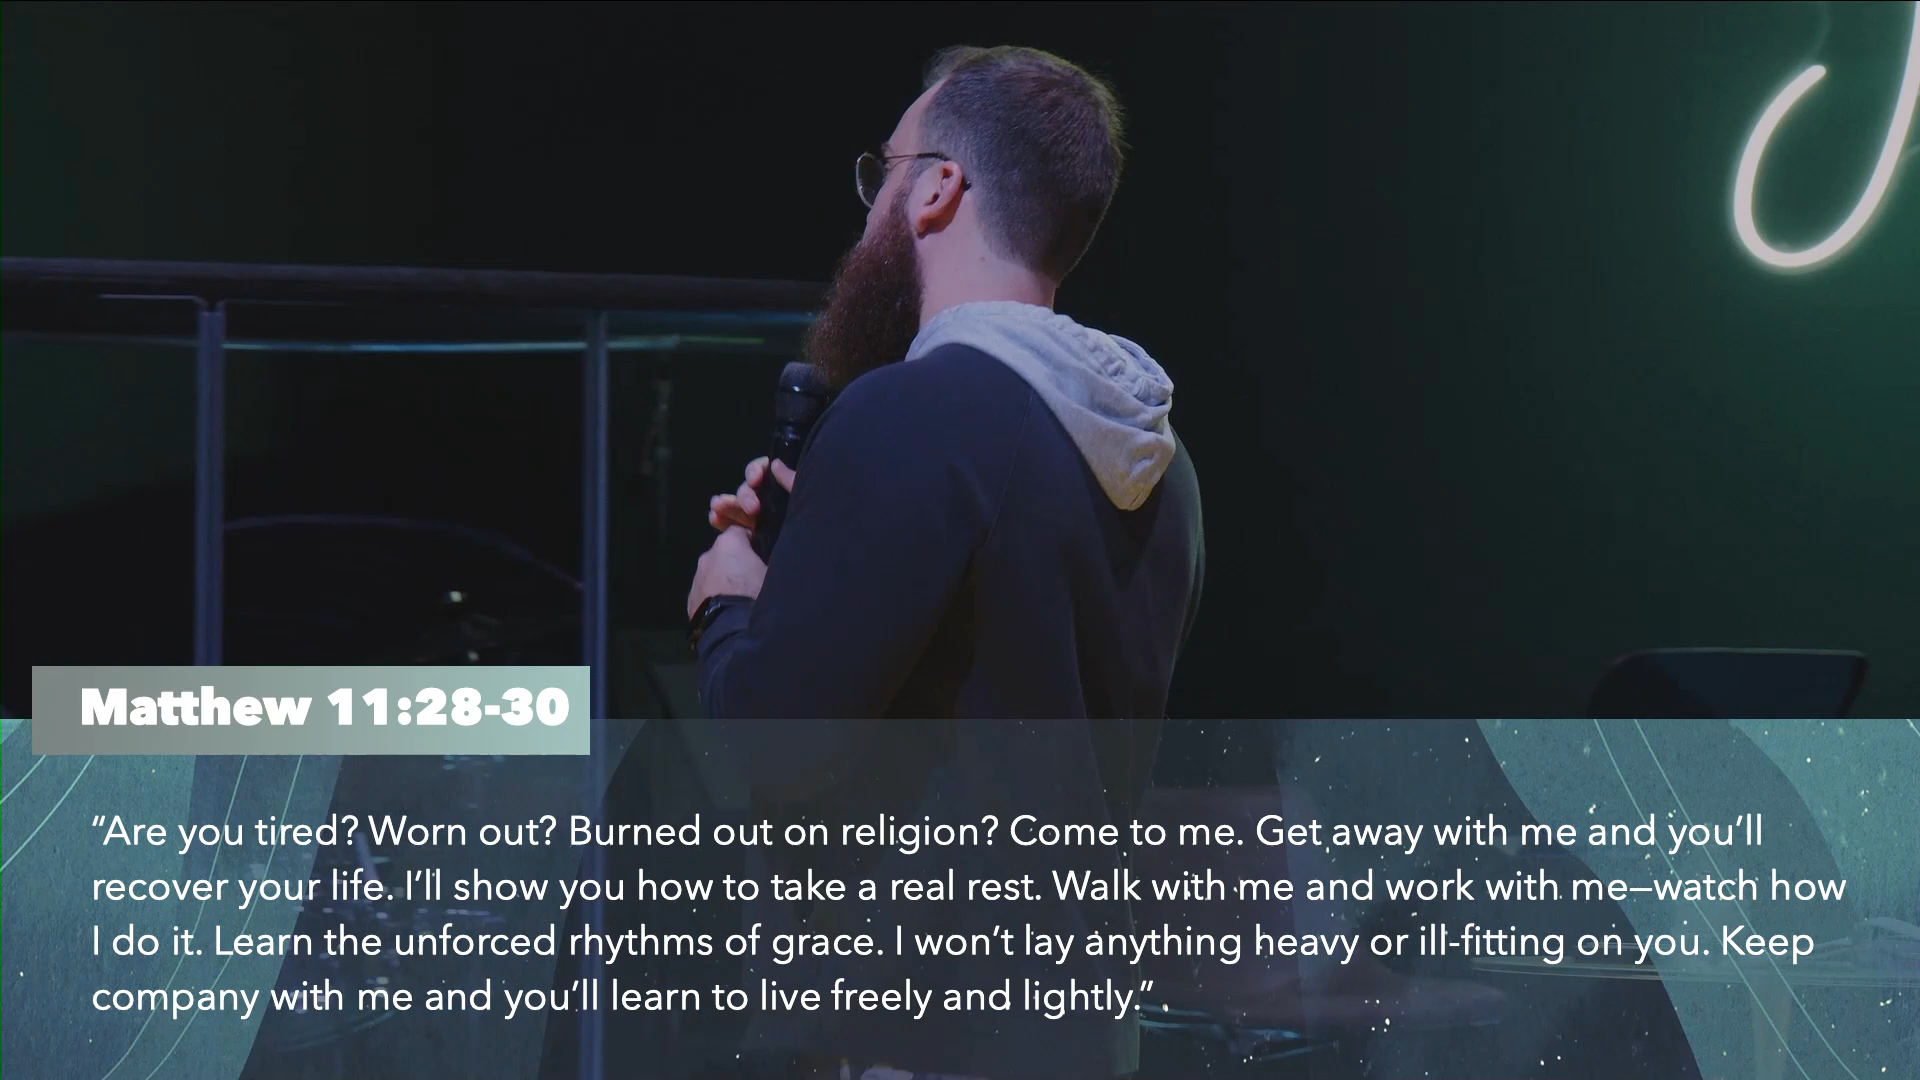 Matthew 11:28-30
“Are you tired? Worn out? Burned out on religion? Come to me. Get away with me and you’ll
recover your life. I’ll show you how to take a real rest. Walk with me and work with me—watch how
I do it. Learn the unforced rhythms of grace. I won’t lay anything heavy or ill-fitting on you. Keep
company with me and you’ll learn to live freely and lightly.”